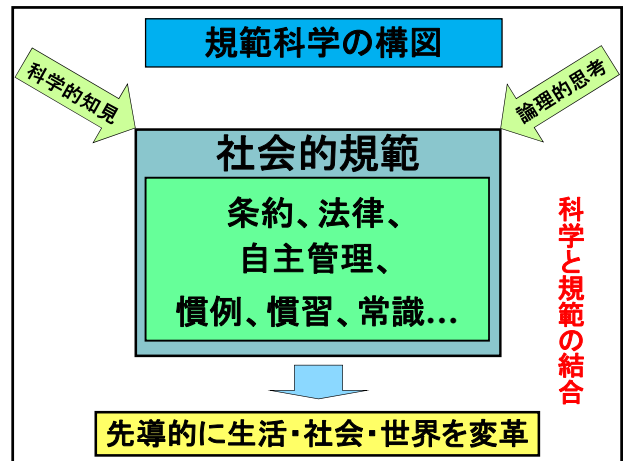 規範科学の構図
科学的知見
論理的思考
社会的規範
条約、法律、
自主管理、
慣例、慣習、常識…
科学と規範の結合
先導的に生活・社会・世界を変革